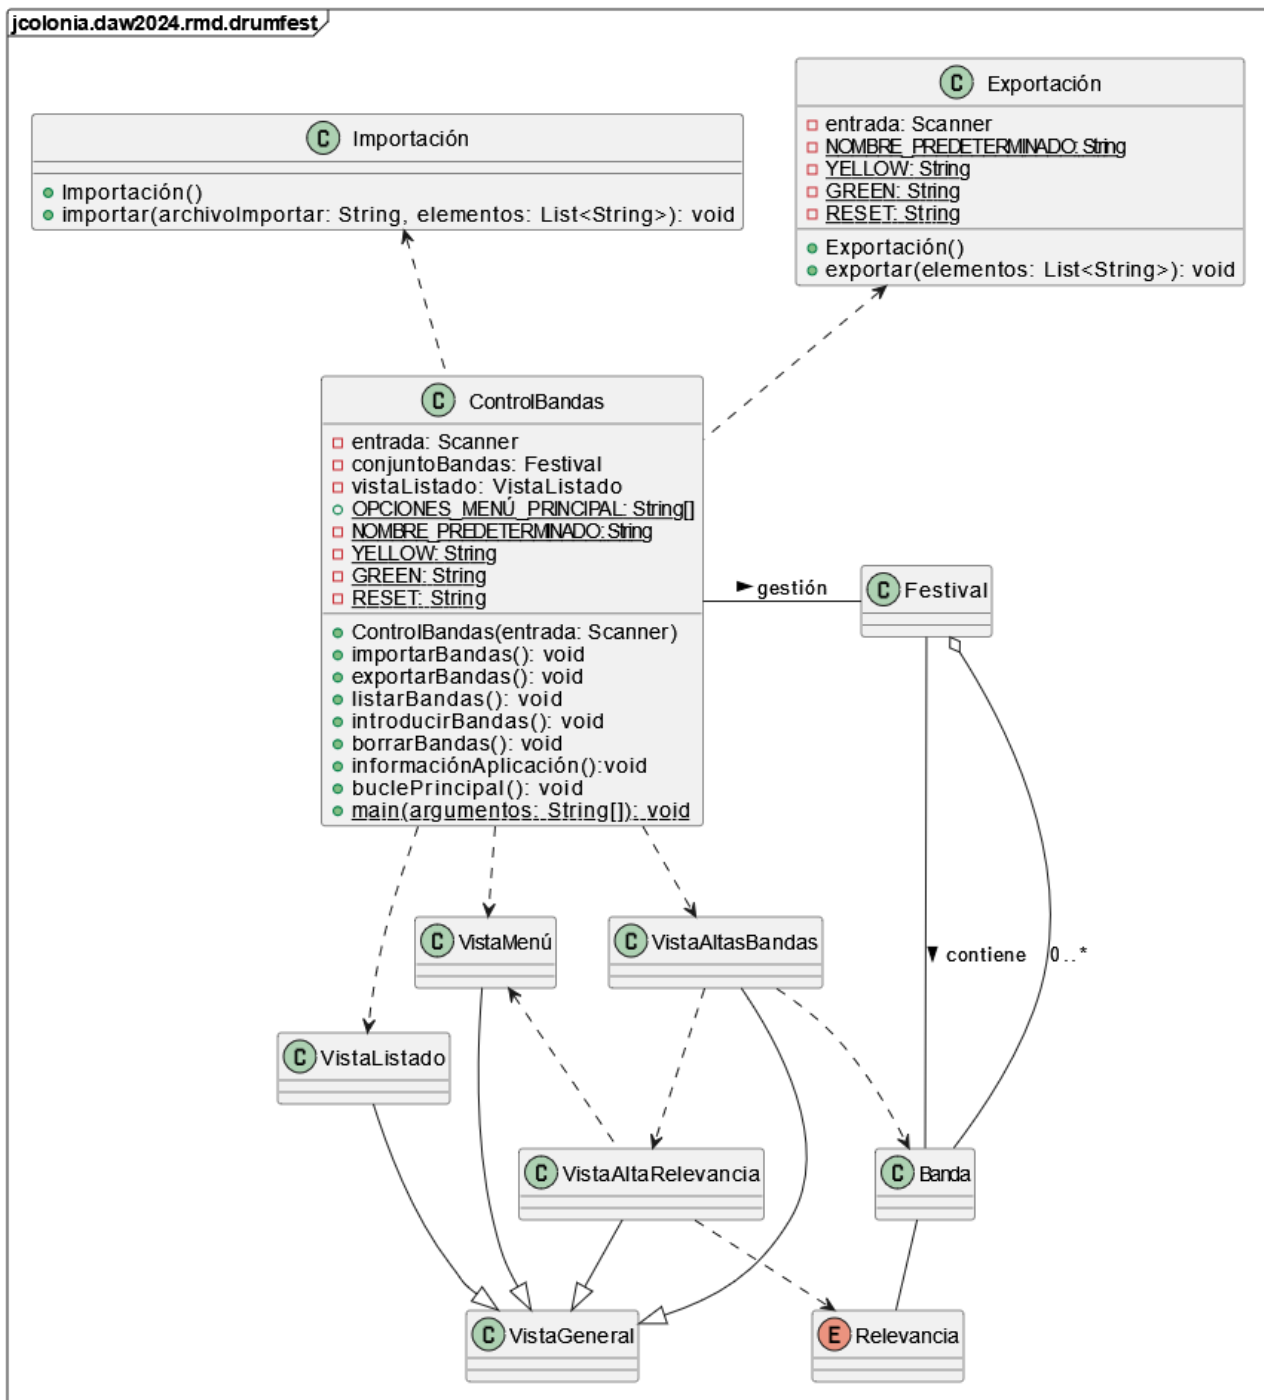 jcolonia.daw2024.rmd.drumfest
C Exportación
entrada: Scanner
NOMBRE_PREDETERMINADO: String
YELLOW: String
GREEN: String
RESET: String
Exportación()
exportar(elementos: List<String>): void
C Importación
Importación()
importar(archivoImportar: String, elementos: List<String>): void
C ControlBandas
entrada: Scanner
conjuntoBandas: Festival
vistaListado: VistaListado
OPCIONES_MENÚ_PRINCIPAL: String[]
NOMBRE_PREDETERMINADO: String
YELLOW: String
GREEN: String
RESET: String
ControlBandas(entrada: Scanner)
importarBandas(): void
exportarBandas(): void
listarBandas(): void
introducirBandas(): void
borrarBandas(): void
informaciónAplicación():void
buclePrincipal(): void
main(argumentos: String[]): void
gestión
C Festival
C VistaMenú
C VistaAltasBandas
contiene
0..*
C VistaListado
C VistaAltaRelevancia
C Banda
C VistaGeneral
E Relevancia